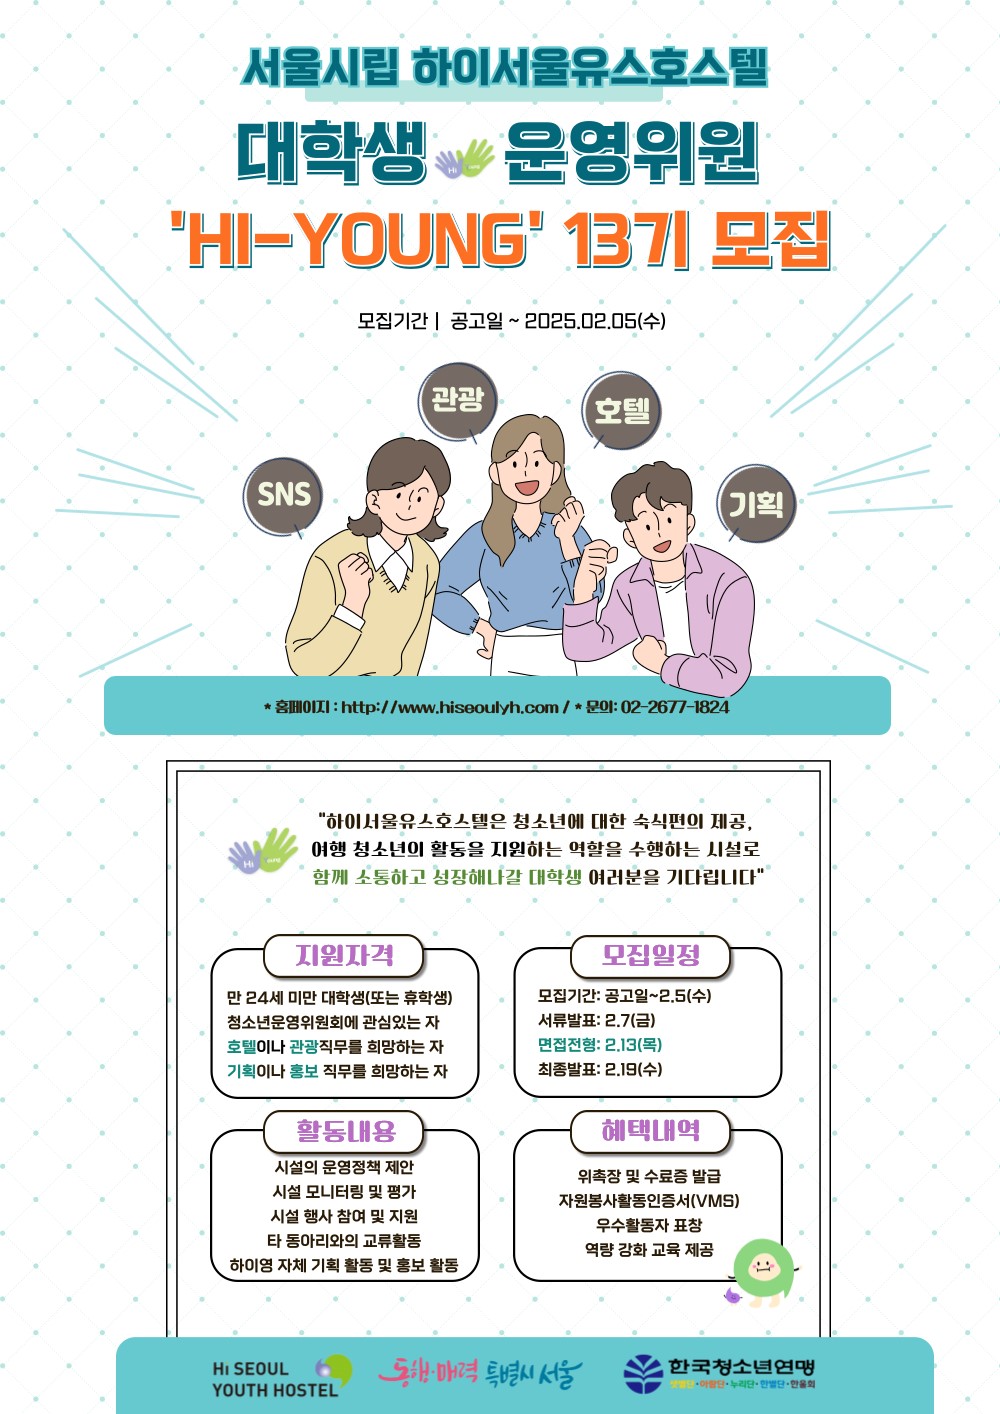 서울시립 하이서울유스호스텔
대학생 Hi 운영위원
'HI-YOUNG' 13기 모집
모집기간 | 공고일 ~ 2025.02.05(수)
관광
호텔
SNS
기획
* 홈페이지 : http://www.hiseoulyh.com / * 문의: 02-2677-1824
"하이서울유스호스텔은 청소년에 대한 숙식편의 제공,
여행 청소년의 활동을 지원하는 역할을 수행하는 시설로
함께 소통하고 성장해나갈 대학생 여러분을 기다립니다"
Hi
지원자격
만 24세 미만 대학생(또는 휴학생)
청소년운영위원회에 관심있는 자
호텔이나 관광직무를 희망하는 자
기획이나 홍보 직무를 희망하는 자
모집일정
모집기간: 공고일~2.5(수)
서류발표: 2.7(금)
면접전형: 2.13(목)
최종발표: 2.19(수)
활동내용
시설의 운영정책 제안
시설 모니터링 및 평가
시설 행사 참여 및 지원
타 동아리와의 교류활동
하이영 자체 기획 활동 및 홍보 활동
혜택내역
위촉장 및 수료증 발급
자원봉사활동인증서(VMS)
우수활동자 표창
역량 강화 교육 제공
Hi SEOUL
YOUTH HOSTEL
동행·매력 특별시 서울
한국청소년연맹
샛별단·아람단·누리단·한별단·한울회